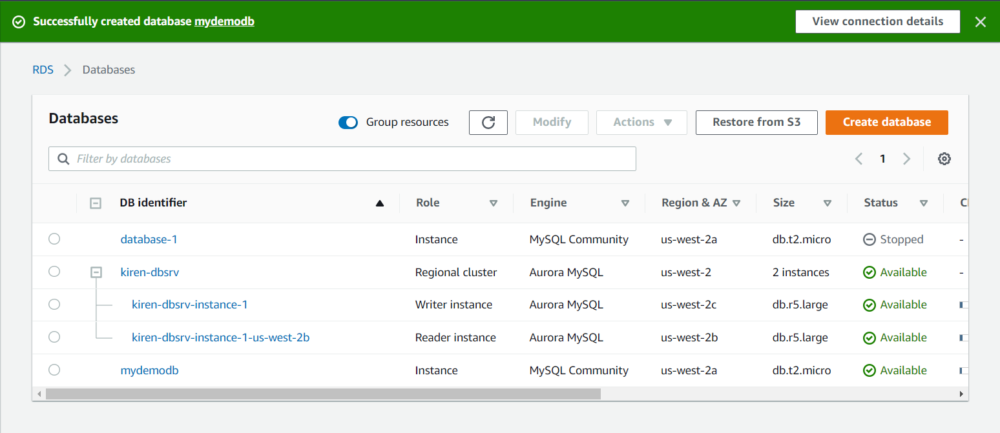 Successfully created database mydemodb View connection details
RDS Databases
Databases Group resources Modify Actions Restore from S3 Create database
Filter by databases 1
DB identifier Role Engine Region & AZ Size Status
database-1 Instance MySQL Community us-west-2a db.t2.micro Stopped -
kiren-dbsrv Regional cluster Aurora MySQL us-west-2 2 instances Available -
kiren-dbsrv-instance-1 Writer instance Aurora MySQL us-west-2c db.r5.large Available
kiren-dbsrv-instance-1-us-west-2b Reader instance Aurora MySQL us-west-2b db.r5.large Available
mydemodb Instance MySQL Community us-west-2a db.t2.micro Available